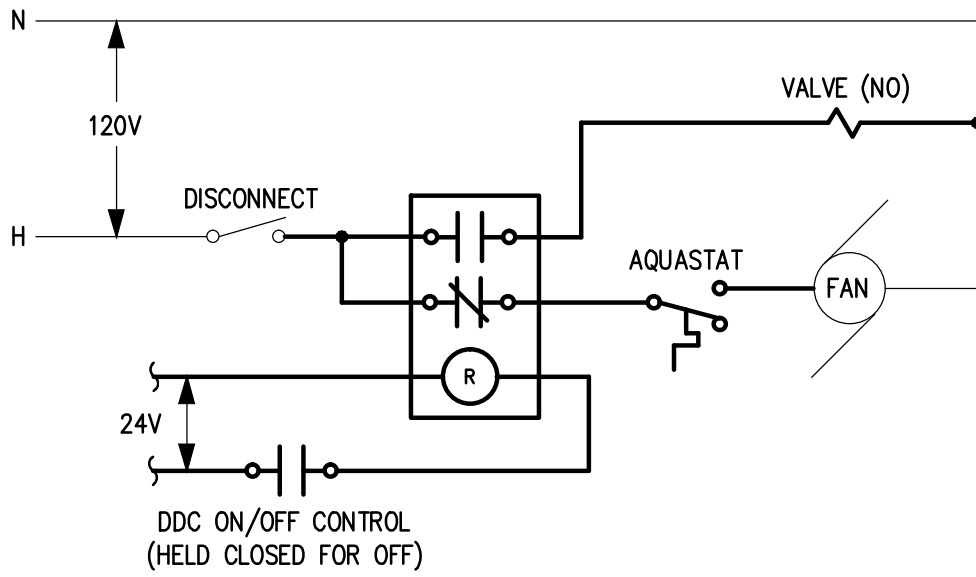 N
VALVE (NO)
120V
DISCONNECT
H
AQUASTAT
FAN
R
24V
DDC ON/OFF CONTROL
(HELD CLOSED FOR OFF)